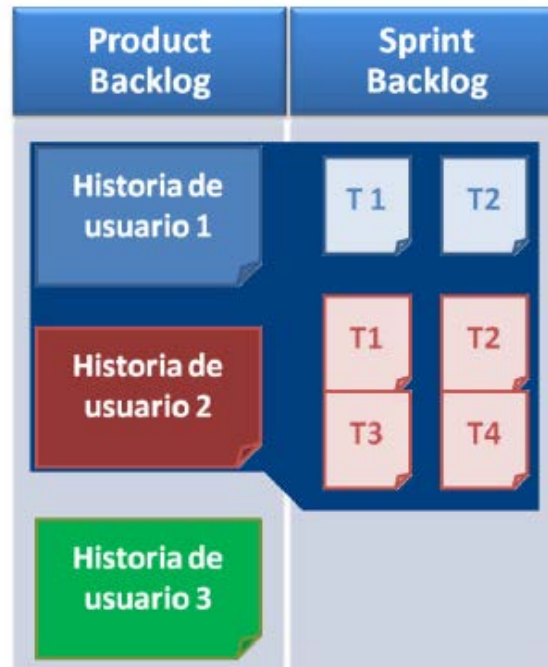 Product
Backlog
Sprint
Backlog
Historia de
usuario 1
T 1
T2
Historia de
usuario 2
T1
T2
T3
T4
Historia de
usuario 3